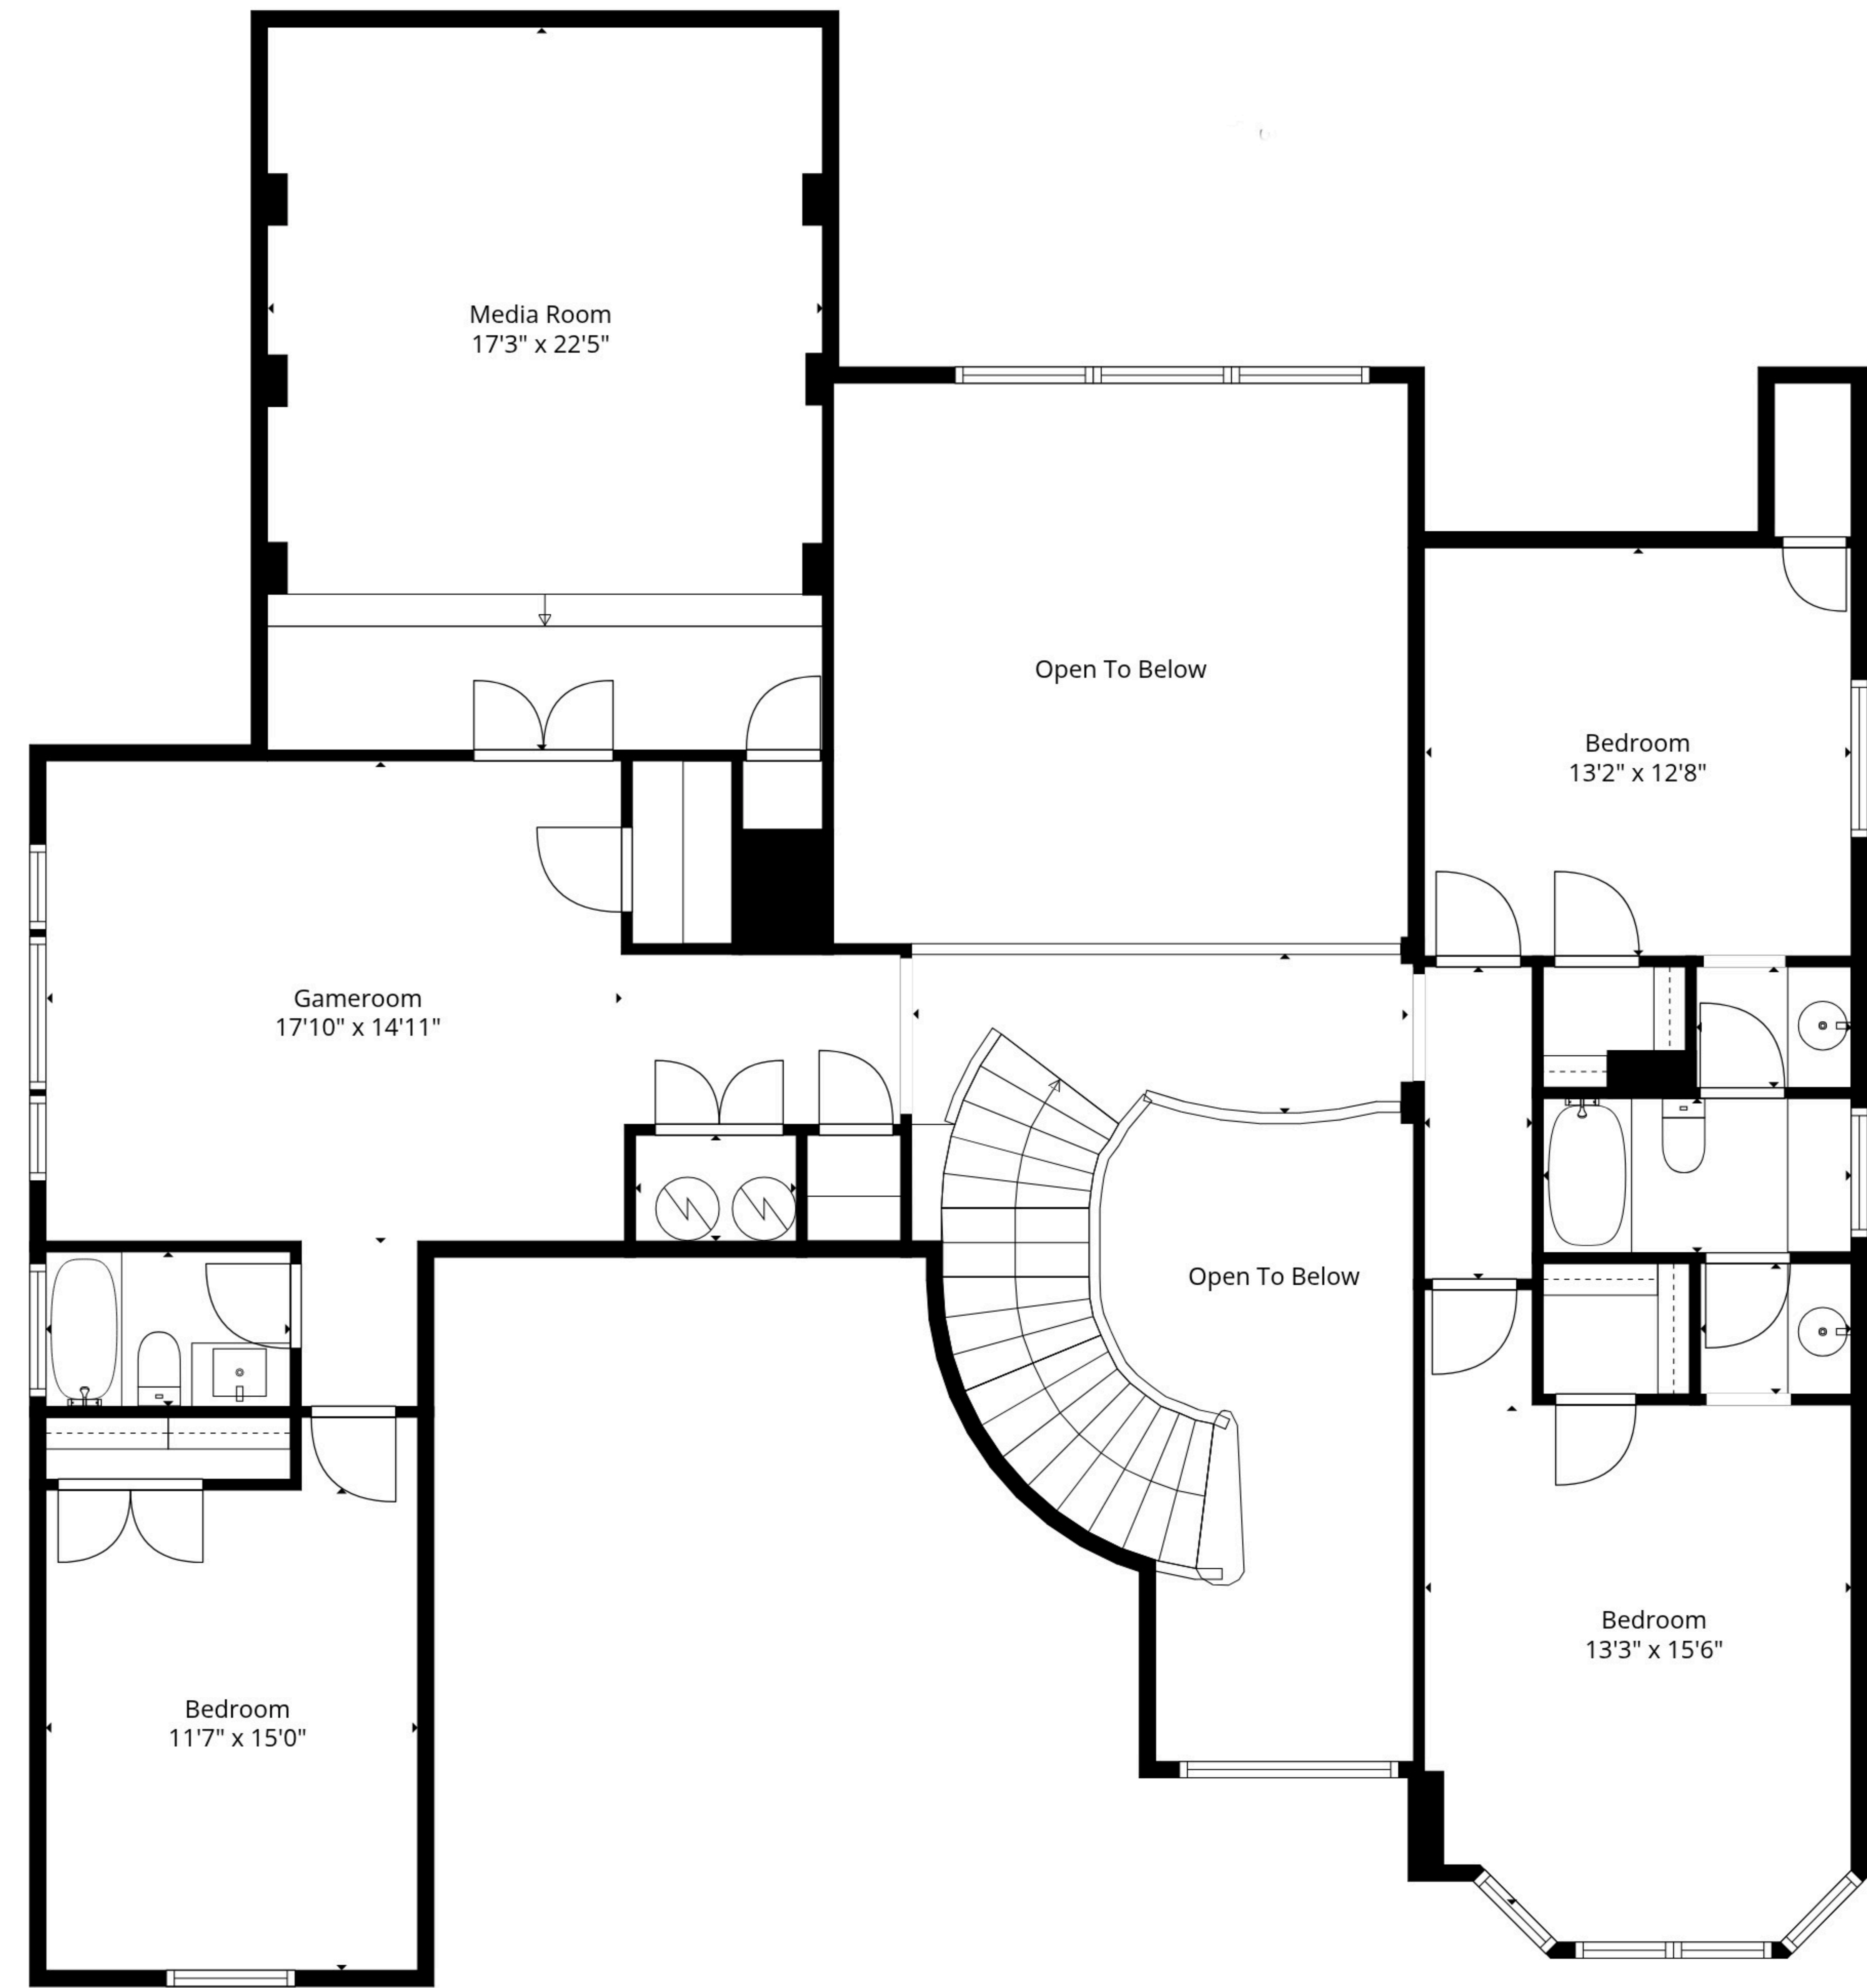 Media Room
17'3" x 22'5"
Open To Below
Bedroom
13'2" x 12'8"
Gameroom
17'10" x 14'11"
Open To Below
Bedroom
13'3" x 15'6"
Bedroom
11'7" x 15'0"